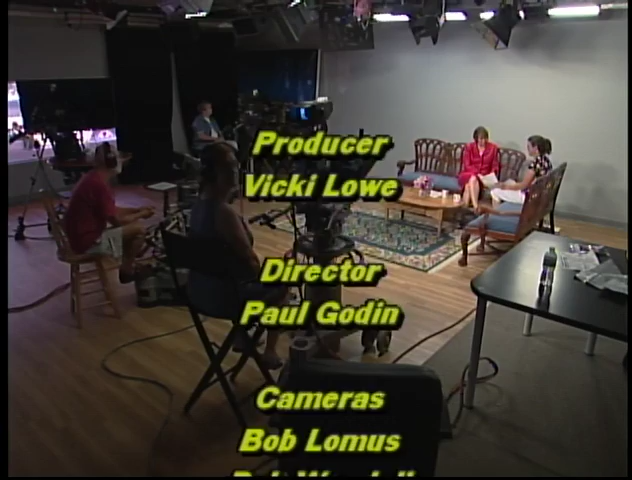 Producer
Vicki Lowe
Director
Paul Godin
Cameras
Bob Lomus